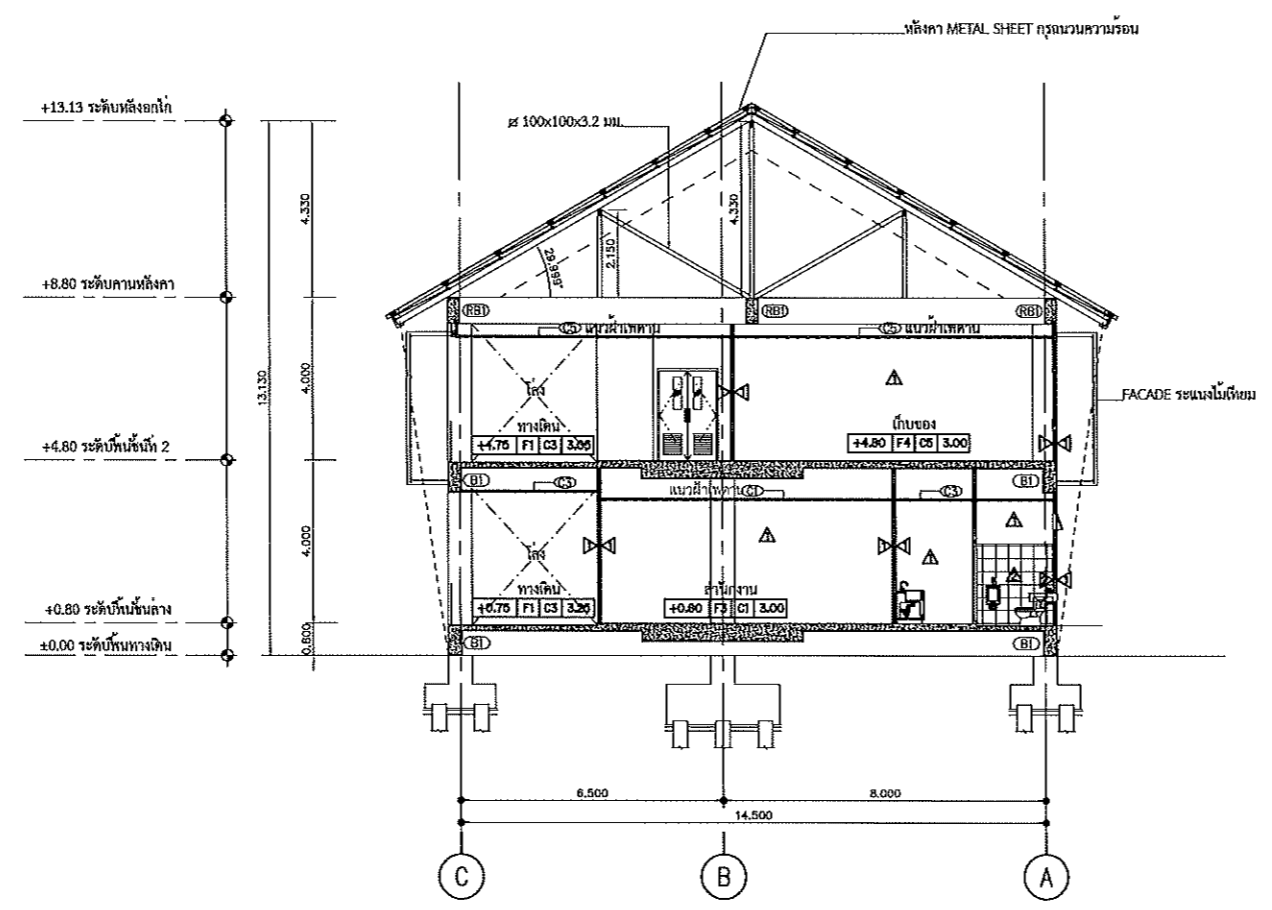 หลังคา METAL SHEET กรุฉนวนความร้อน
+13.13 ระดับหลังอกไก่
100x100x3.2 มม.
4.330
4.330
2.150
29.999°
+8.80 ระดับคานหลังคา
RB1 RB1 RB1
C5 แนวฝ้าเพดาน C5 แนวฝ้าเพดาน
13.130
4.000
โล่ง
FACADE ระแนงไม้เทียม
ทางเดิน เก็บของ
+4.75 F1 C3 +4.80 F4 C5 3.00
+4.80 ระดับพื้นชั้นที่ 2
B1 C3 แนวฝ้าเพดาน C1 C3 B1
4.000
โล่ง
ทางเดิน สำนักงาน
+0.75 F1 C3 3.25 +0.80 F3 C1 3.00
+0.80 ระดับพื้นชั้นล่าง
0.800
±0.00 ระดับพื้นทางเดิน
B1 B1
6.500 8.000
14.500
C B A